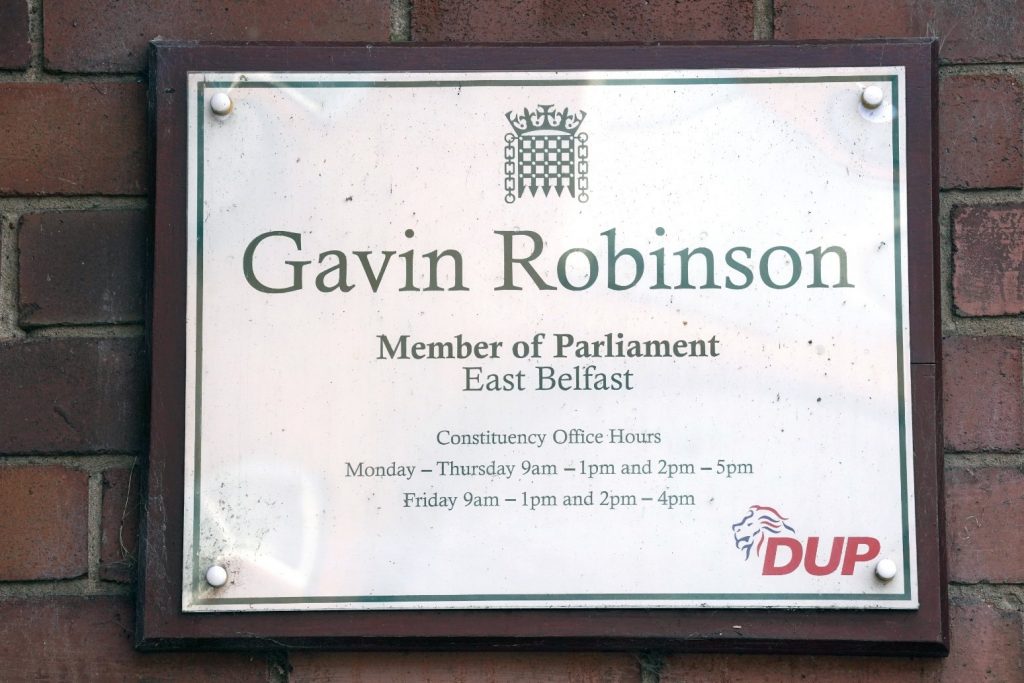 Gavin Robinson
Member of Parliament
East Belfast
Constituency Office Hours
Monday – Thursday 9am – 1pm and 2pm – 5pm
Friday 9am – 1pm and 2pm – 4pm
DUP